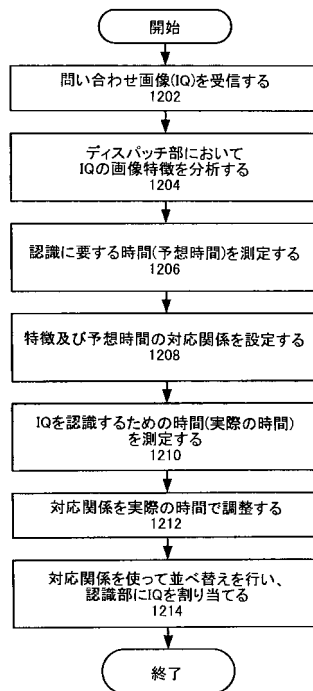 開始
問い合わせ画像(IQ)を受信する
1202
ディスパッチ部において
IQの画像特徴を分析する
1204
認識に要する時間(予想時間)を測定する
1206
特徴及び予想時間の対応関係を設定する
1208
IQを認識するための時間(実際の時間)
を測定する
1210
対応関係を実際の時間で調整する
1212
対応関係を使って並べ替えを行い、
認識部にIQを割り当てる
1214
終了